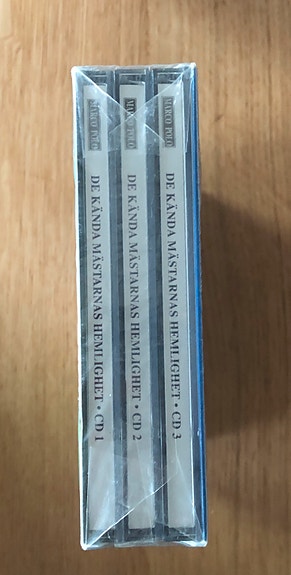 MARCO POLO
DE KÄNDA MÄSTARNAS HEMLIGHET • CD 1
MARCO POLO
DE KÄNDA MÄSTARNAS HEMLIGHET • CD 2
MARCO POLO
DE KÄNDA MÄSTARNAS HEMLIGHET • CD 3